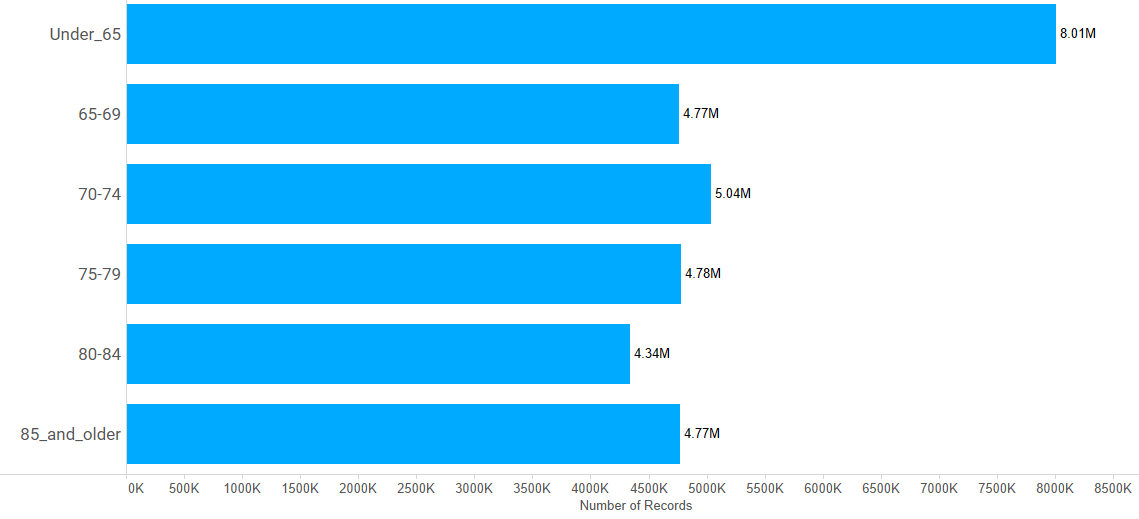 Under_65 8.01M
65-69 4.77M
70-74 5.04M
75-79 4.78M
80-84 4.34M
85_and_older 4.77M
0K 500K 1000K 1500K 2000K 2500K 3000K 3500K 4000K 4500K 5000K 5500K 6000K 6500K 7000K 7500K 8000K 8500K
Number of Records